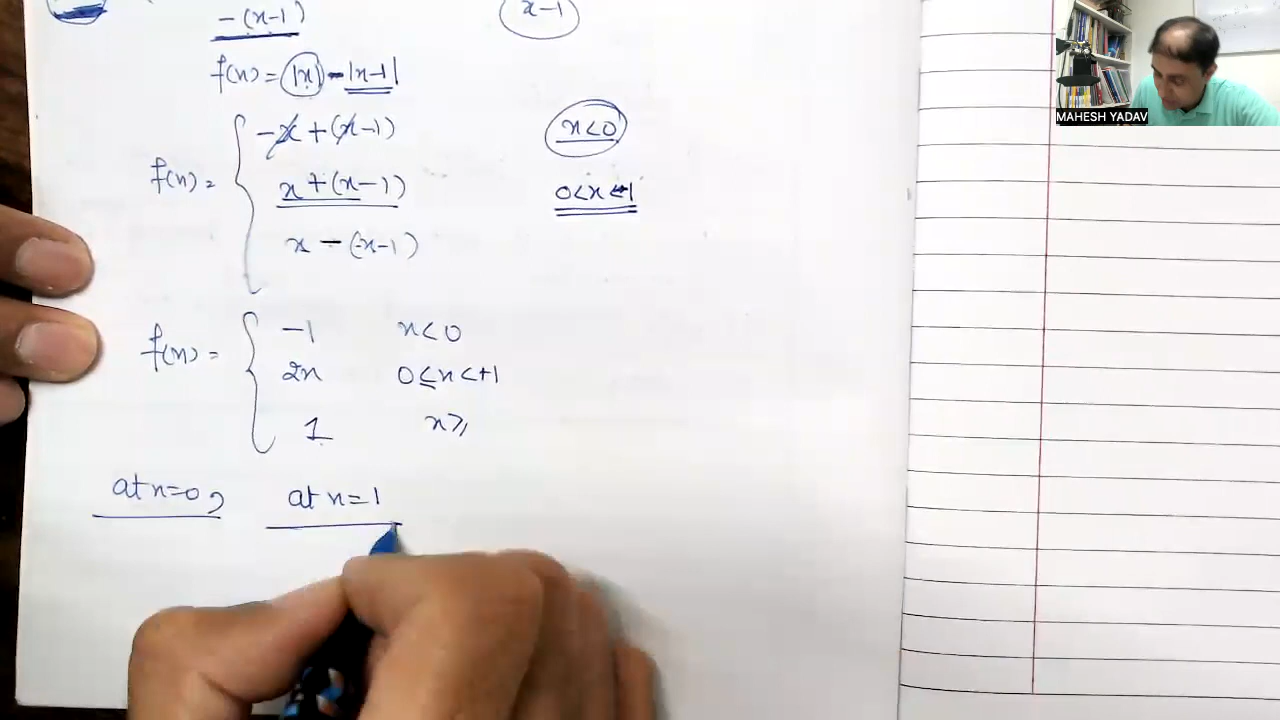 -(x-1) x-1
f(x) = |x| - |x-1|
-x + (x-1) x<0
f(x) = x + (x-1) 0<x<1
x - (x-1)
-1 x<0
f(x) = 2x 0≤x<+1
1 x≥
at x=0, at x=1
MAHESH YADAV